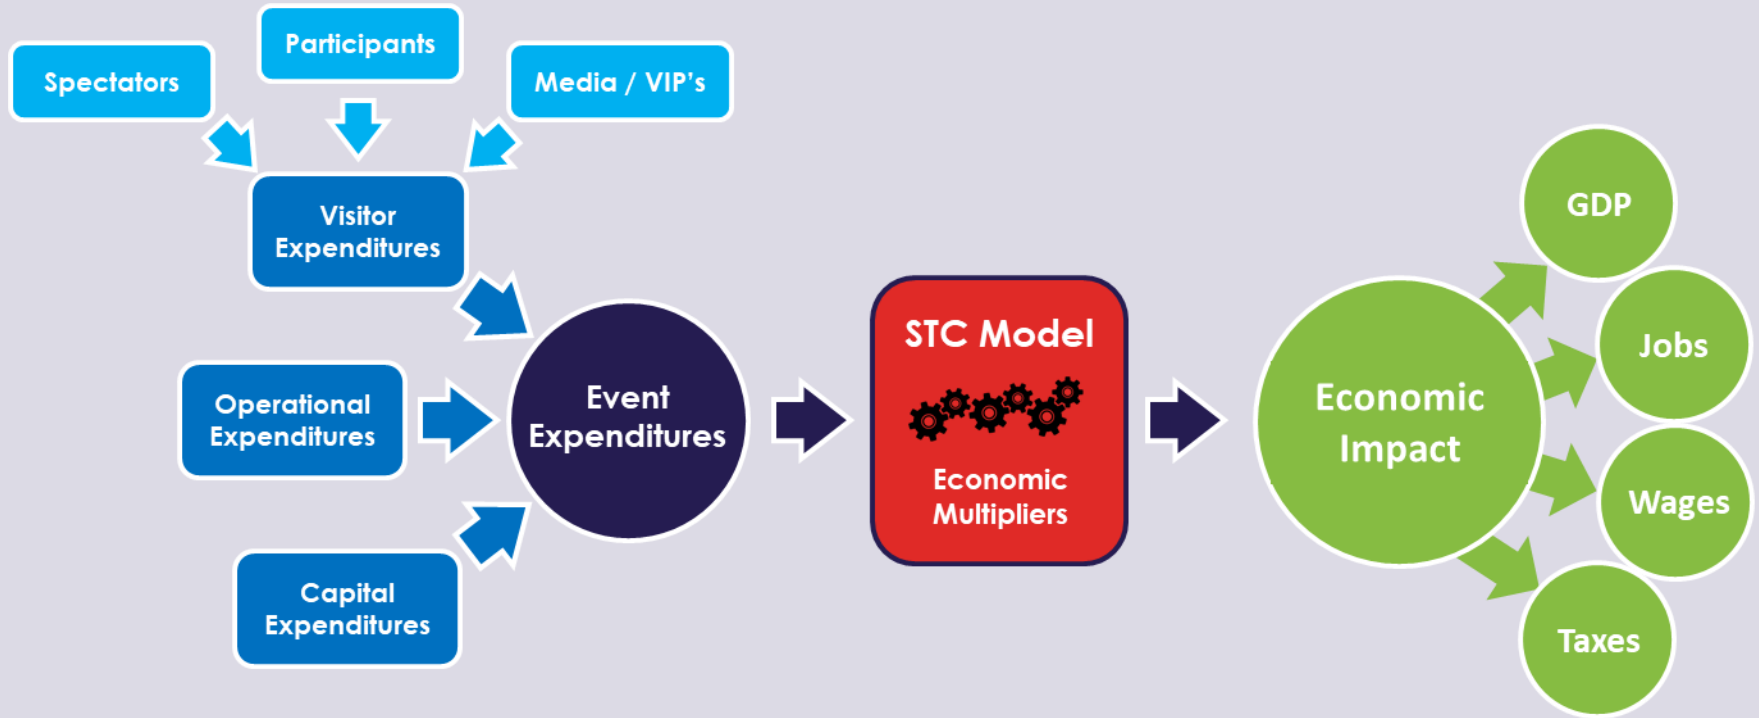 Spectators
Participants
Media / VIP's
Visitor
Expenditures
Operational
Expenditures
Capital
Expenditures
Event
Expenditures
STC Model
Economic
Multipliers
Economic
Impact
GDP
Jobs
Wages
Taxes